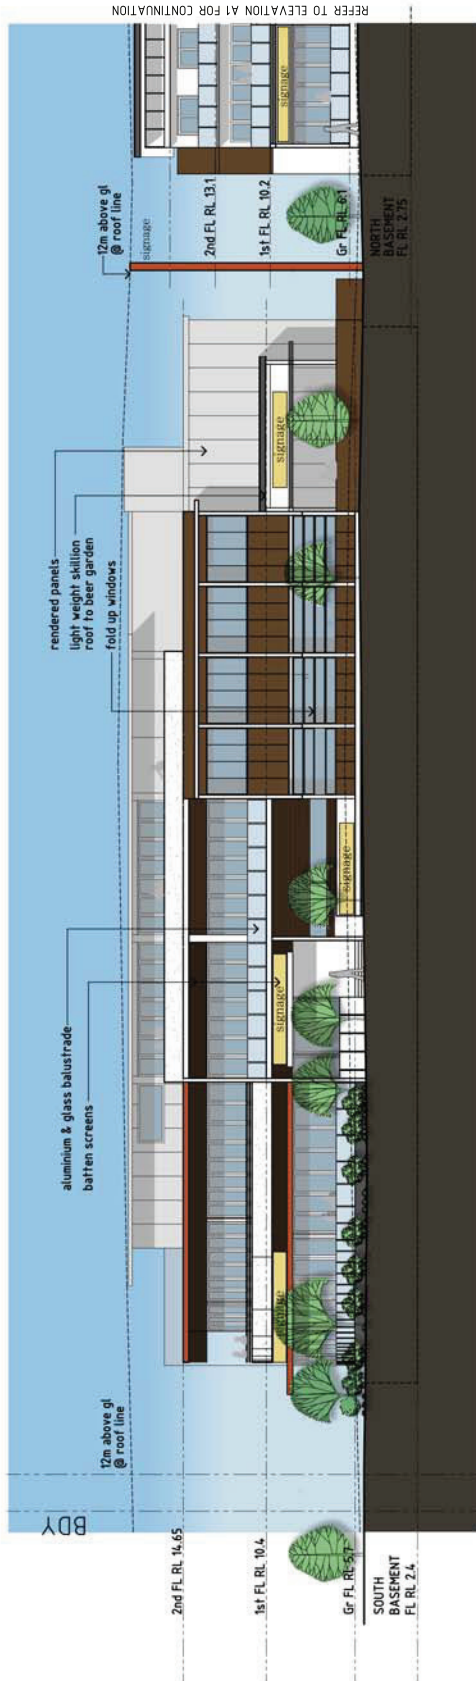 12m above gl
@ roof line
BDY
2nd FL RL 14.65
1st FL RL 10.4
Gr FL RL 5.7
SOUTH
BASEMENT
FL RL 2.4
aluminium & glass balustrade
batten screens
rendered panels
light weight skillion
roof to beer garden
fold up windows
signage
signage
signage
signage
12m above gl
@ roof line
signage
2nd FL RL 13.1
1st FL RL 10.2
Gr FL RL 6.1
NORTH
BASEMENT
FL RL 2.75
signage
REFER TO ELEVATION A1 FOR CONTINUATION